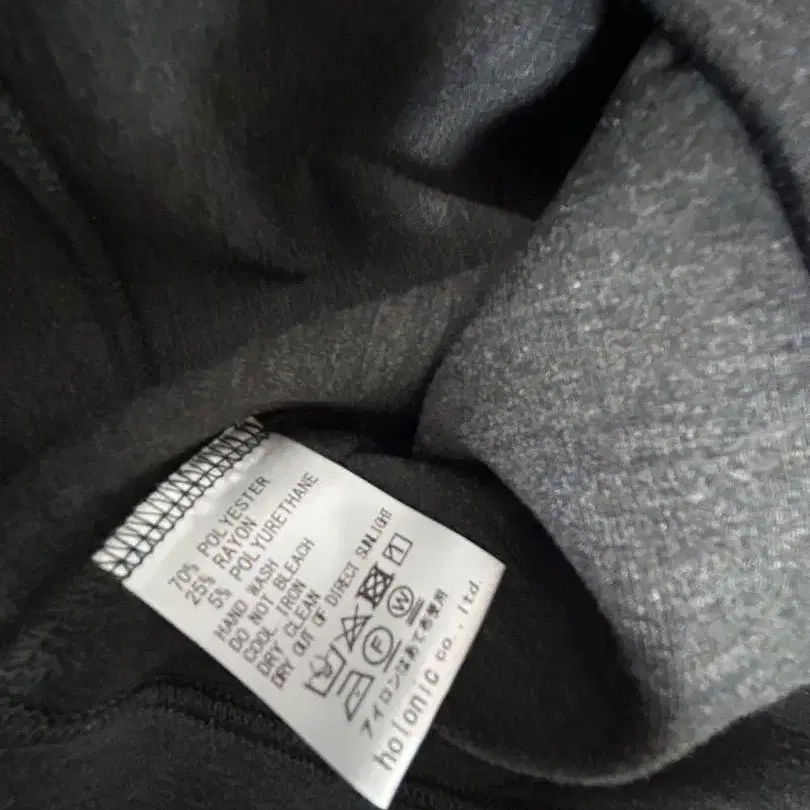 70% POLYESTER
25% RAYON
5% POLYURETHANE
HAND WASH
DO NOT BLEACH
COOL IRON
DRY CLEAN
DRY OUT OF DIRECT SUNLIGHT
F W
アイロンはあて布使用
holonic co., ltd.